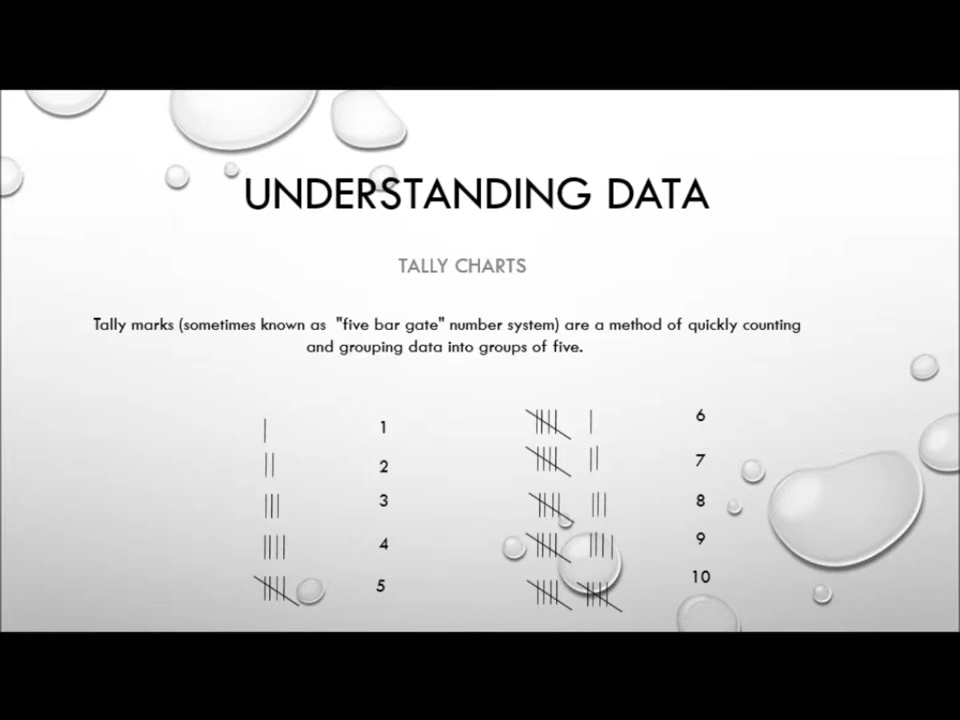 UNDERSTANDING DATA
TALLY CHARTS
Tally marks (sometimes known as "five bar gate" number system) are a method of quickly counting
and grouping data into groups of five.
1
2
3
4
5
6
7
8
9
10